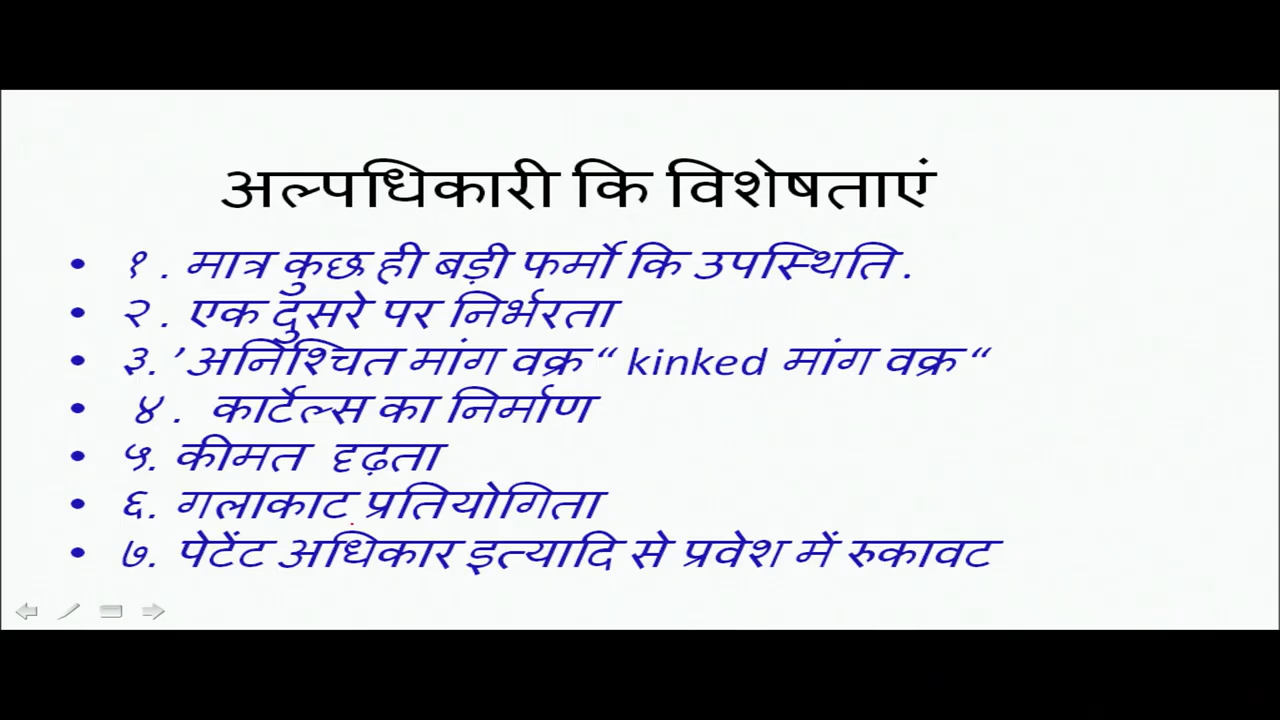 अल्पधिकारी कि विशेषताएं
• १ . मात्र कुछ ही बड़ी फर्मो कि उपस्थिति .
• २ . एक दुसरे पर निर्भरता
• ३. ’अनिश्चित मांग वक्र“ kinked मांग वक्र“
• ४ . कार्टेल्स का निर्माण
• ५. कीमत दृढ़ता
• ६. गलाकाट प्रतियोगिता
• ७. पेटेंट अधिकार इत्यादि से प्रवेश में रुकावट